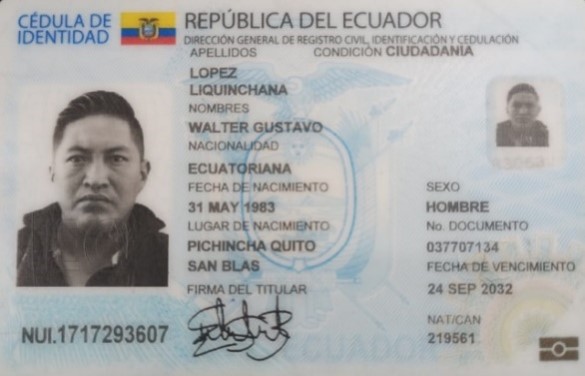 CÉDULA DE
IDENTIDAD
REPÚBLICA DEL ECUADOR
DIRECCIÓN GENERAL DE REGISTRO CIVIL, IDENTIFICACIÓN Y CEDULACIÓN
APELLIDOS CONDICIÓN CIUDADANIA
LOPEZ
LIQUINCHANA
NOMBRES
WALTER GUSTAVO
NACIONALIDAD
ECUATORIANA
FECHA DE NACIMIENTO SEXO
31 MAY 1983 HOMBRE
LUGAR DE NACIMIENTO No. DOCUMENTO
PICHINCHA QUITO 037707134
SAN BLAS FECHA DE VENCIMIENTO
FIRMA DEL TITULAR 24 SEP 2032
NAT/CAN
NUI.1717293607 219561
ECUADOR